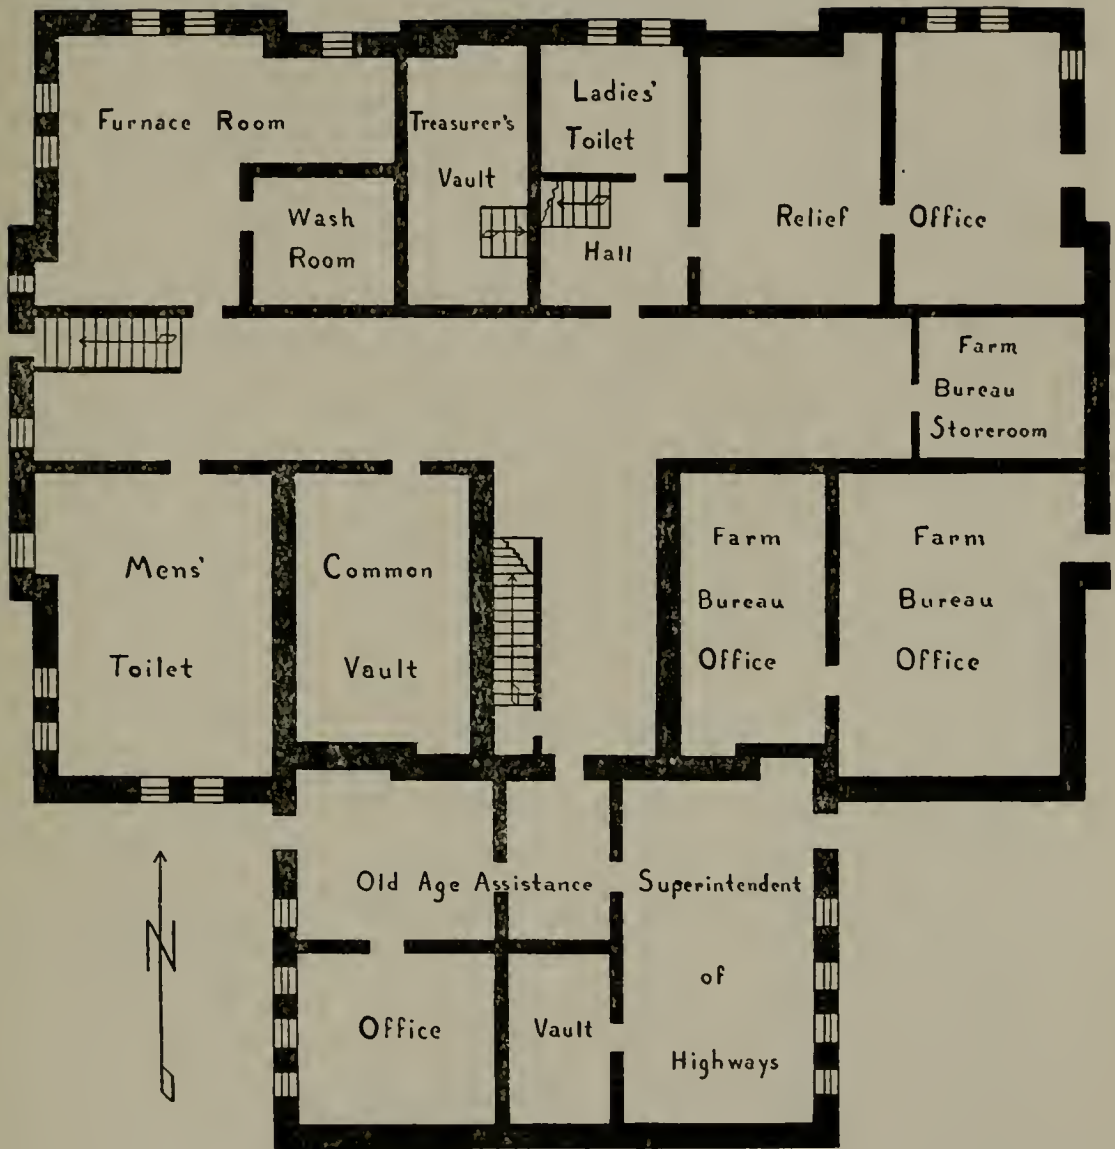 Furnace Room
Wash
Room
Treasurer's
Vault
Ladies'
Toilet
Hall
Relief Office
Farm
Bureau
Storeroom
Mens'
Toilet
Common
Vault
Farm
Bureau
Office
Farm
Bureau
Office
Old Age Assistance
Office
Vault
Superintendent
of
Highways
N